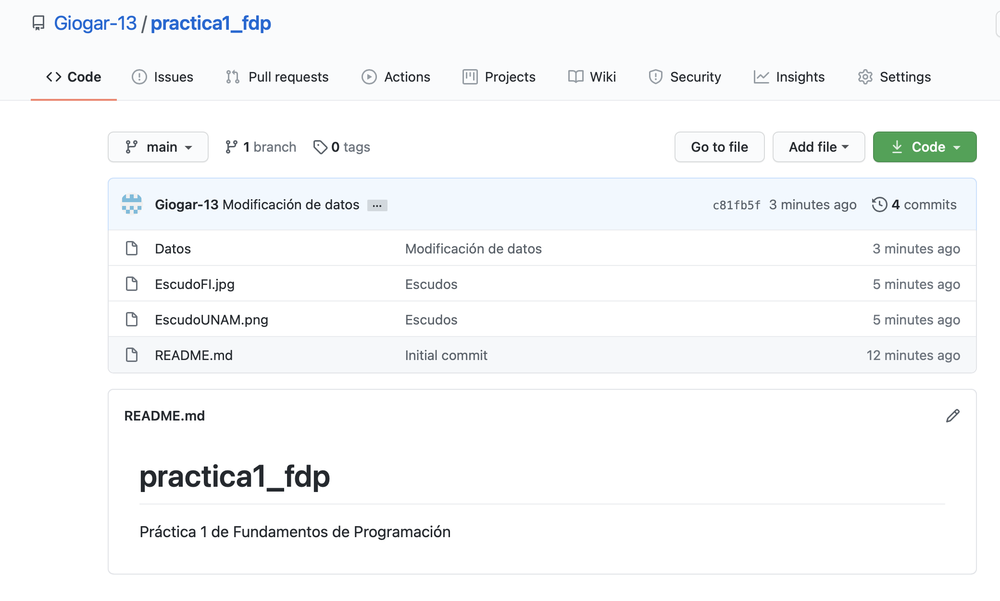 Giogar-13 / practica1_fdp
Code Issues Pull requests Actions Projects Wiki Security Insights Settings
main 1 branch 0 tags Go to file Add file Code
Giogar-13 Modificación de datos ... c81fb5f 3 minutes ago 4 commits
Datos Modificación de datos 3 minutes ago
EscudoFI.jpg Escudos 5 minutes ago
EscudoUNAM.png Escudos 5 minutes ago
README.md Initial commit 12 minutes ago
README.md
practica1_fdp
Práctica 1 de Fundamentos de Programación